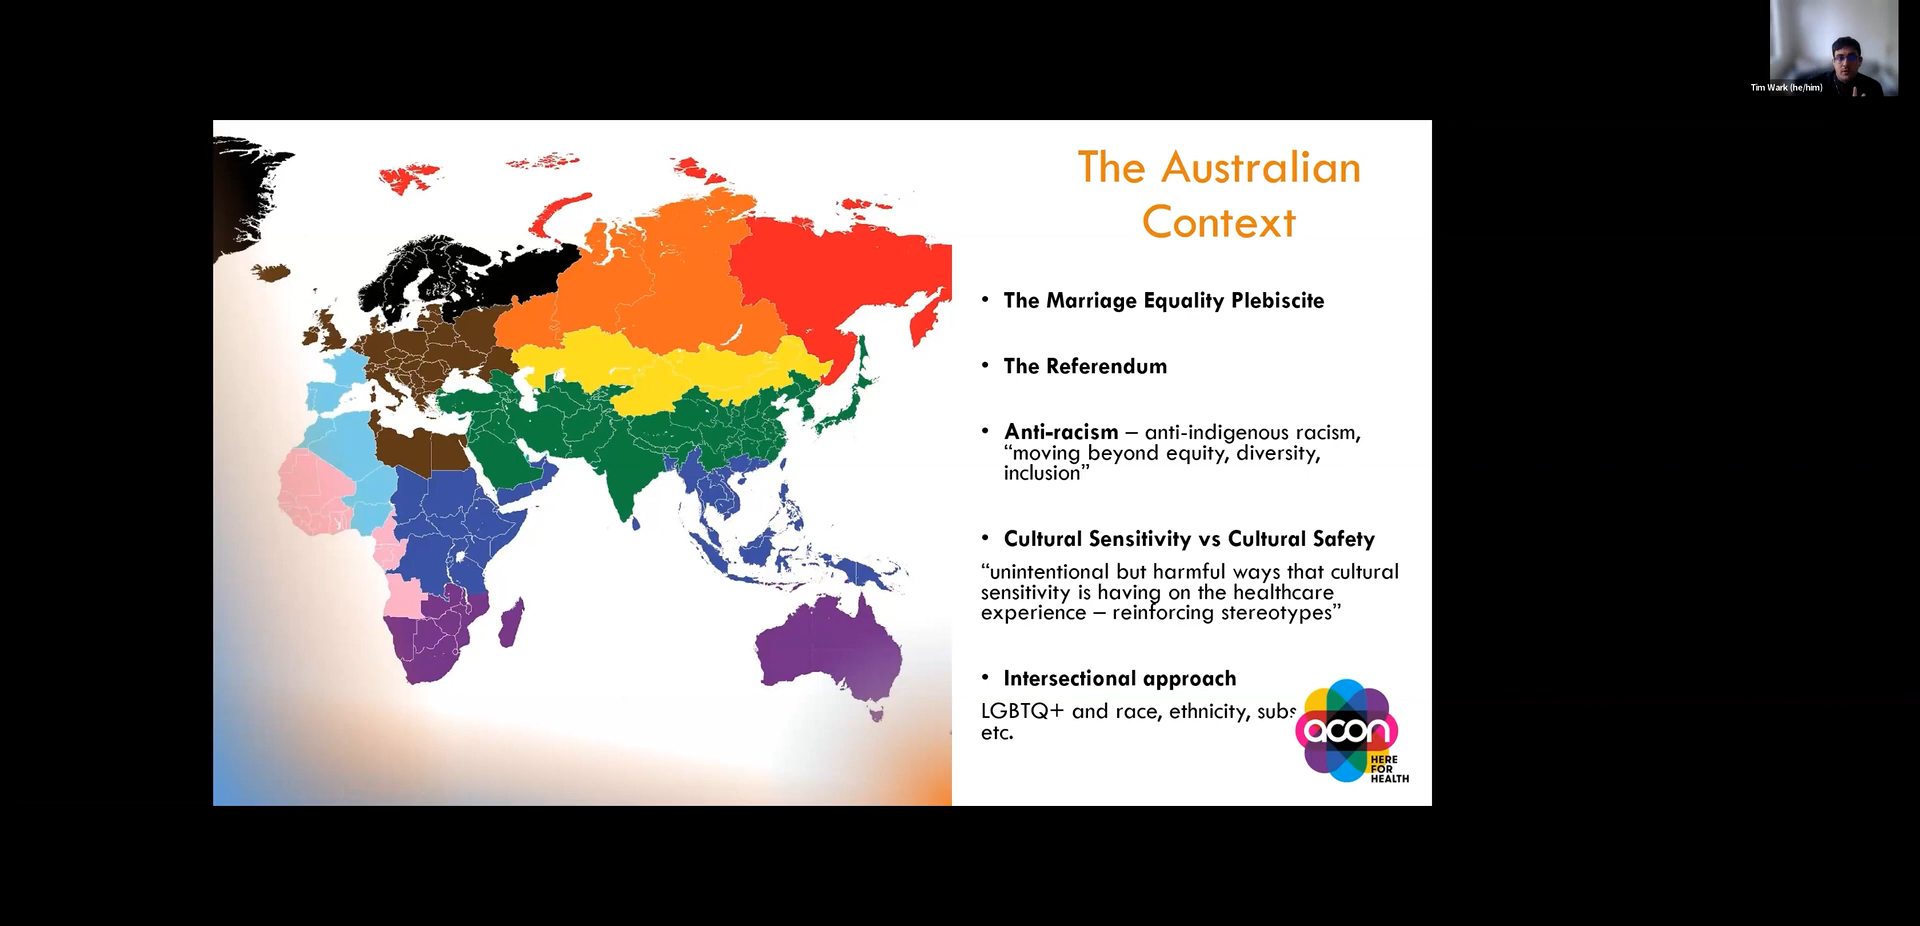 Tim Wark (he/him)
The Australian
Context
• The Marriage Equality Plebiscite
• The Referendum
• Anti-racism – anti-indigenous racism,
“moving beyond equity, diversity,
inclusion”
• Cultural Sensitivity vs Cultural Safety
“unintentional but harmful ways that cultural
sensitivity is having on the healthcare
experience – reinforcing stereotypes”
• Intersectional approach
LGBTQ+ and race, ethnicity,
etc.
acon
HERE
FOR
HEALTH